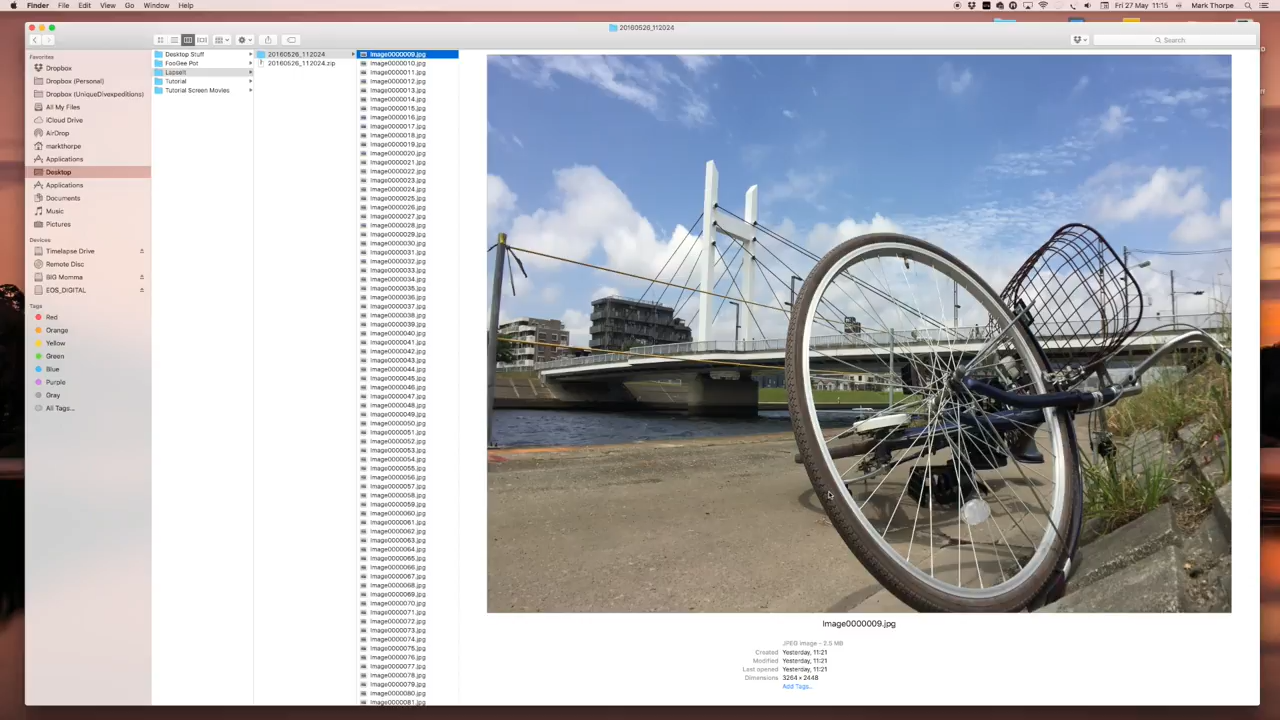 Finder File Edit View Go Window Help
Fri 27 May 11:15 Mark Thorpe
20160526_112024
Search
Favorites
Dropbox
Dropbox (Personal)
Dropbox (UniqueDivexpeditions)
All My Files
iCloud Drive
AirDrop
markthorpe
Applications
Desktop
Applications
Documents
Music
Pictures
Devices
Timelapse Drive
Remote Disc
BIG Momma
EOS_DIGITAL
Tags
Red
Orange
Yellow
Green
Blue
Purple
Gray
All Tags...
Desktop Stuff
FooGee Pot
LapseIt
Tutorial
Tutorial Screen Movies
20160526_112024
20160526_112024.zip
Image0000009.jpg
Image0000010.jpg
Image0000011.jpg
Image0000012.jpg
Image0000013.jpg
Image0000014.jpg
Image0000015.jpg
Image0000016.jpg
Image0000017.jpg
Image0000018.jpg
Image0000019.jpg
Image0000020.jpg
Image0000021.jpg
Image0000022.jpg
Image0000023.jpg
Image0000024.jpg
Image0000025.jpg
Image0000026.jpg
Image0000027.jpg
Image0000028.jpg
Image0000029.jpg
Image0000030.jpg
Image0000031.jpg
Image0000032.jpg
Image0000033.jpg
Image0000034.jpg
Image0000035.jpg
Image0000036.jpg
Image0000037.jpg
Image0000038.jpg
Image0000039.jpg
Image0000040.jpg
Image0000041.jpg
Image0000042.jpg
Image0000043.jpg
Image0000044.jpg
Image0000045.jpg
Image0000046.jpg
Image0000047.jpg
Image0000048.jpg
Image0000049.jpg
Image0000050.jpg
Image0000051.jpg
Image0000052.jpg
Image0000053.jpg
Image0000054.jpg
Image0000055.jpg
Image0000056.jpg
Image0000057.jpg
Image0000058.jpg
Image0000059.jpg
Image0000060.jpg
Image0000061.jpg
Image0000062.jpg
Image0000063.jpg
Image0000064.jpg
Image0000065.jpg
Image0000066.jpg
Image0000067.jpg
Image0000068.jpg
Image0000069.jpg
Image0000070.jpg
Image0000071.jpg
Image0000072.jpg
Image0000073.jpg
Image0000074.jpg
Image0000075.jpg
Image0000076.jpg
Image0000077.jpg
Image0000078.jpg
Image0000079.jpg
Image0000080.jpg
Image0000081.jpg
Image0000009.jpg
JPEG image - 2.5 MB
Created Yesterday, 11:21
Modified Yesterday, 11:21
Last opened Yesterday, 11:21
Dimensions 3264 × 2448
Add Tags...